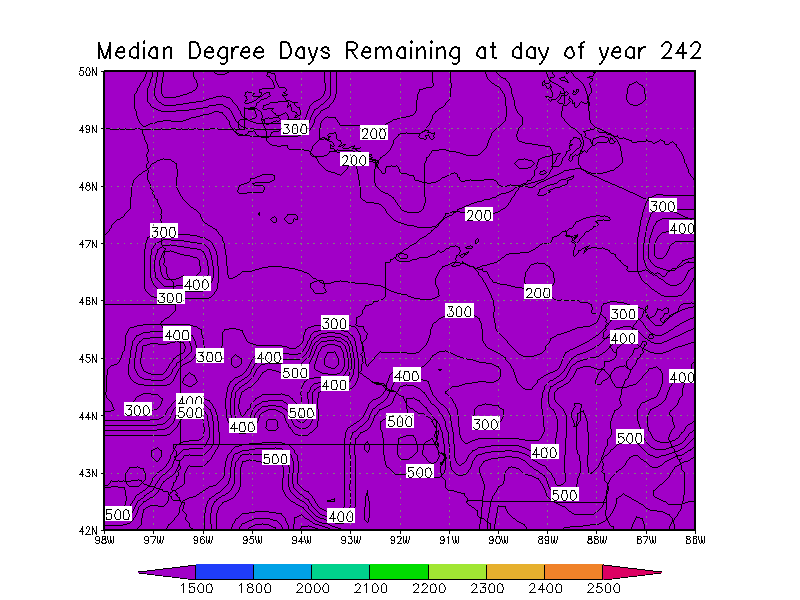 Median Degree Days Remaining at day of year 242
50N
49N 300 200
200
48N
300 200
300
47N 400
400
300 200
46N
300 300
300
400 400
45N 300 400
500
400 400 400
400
44N 300 500 500
400 500 300
500
500 400
43N 500
500
500 400
42N
98W 97W 96W 95W 94W 93W 92W 91W 90W 89W 88W 87W 86W
1500 1800 2000 2100 2200 2300 2400 2500